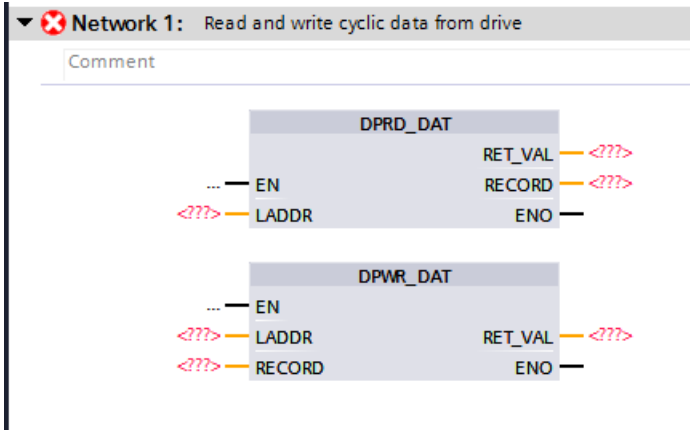 Network 1: Read and write cyclic data from drive
Comment
DPRD_DAT
RET_VAL <???>
... EN RECORD <???>
<???> LADDR ENO
DPWR_DAT
... EN
<???> LADDR RET_VAL <???>
<???> RECORD ENO